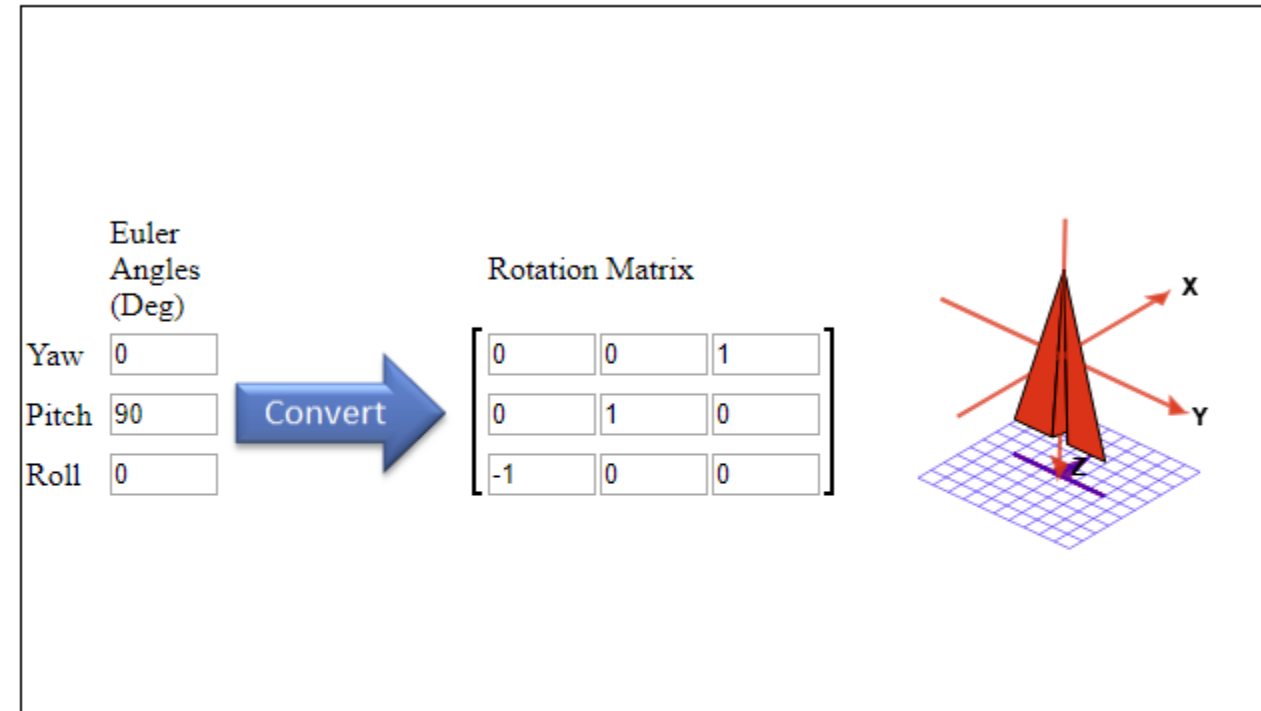 Euler
Angles
(Deg)
Rotation Matrix
Yaw 0
Pitch 90
Roll 0
Convert
0 0 1
0 1 0
-1 0 0
X
Y
Z